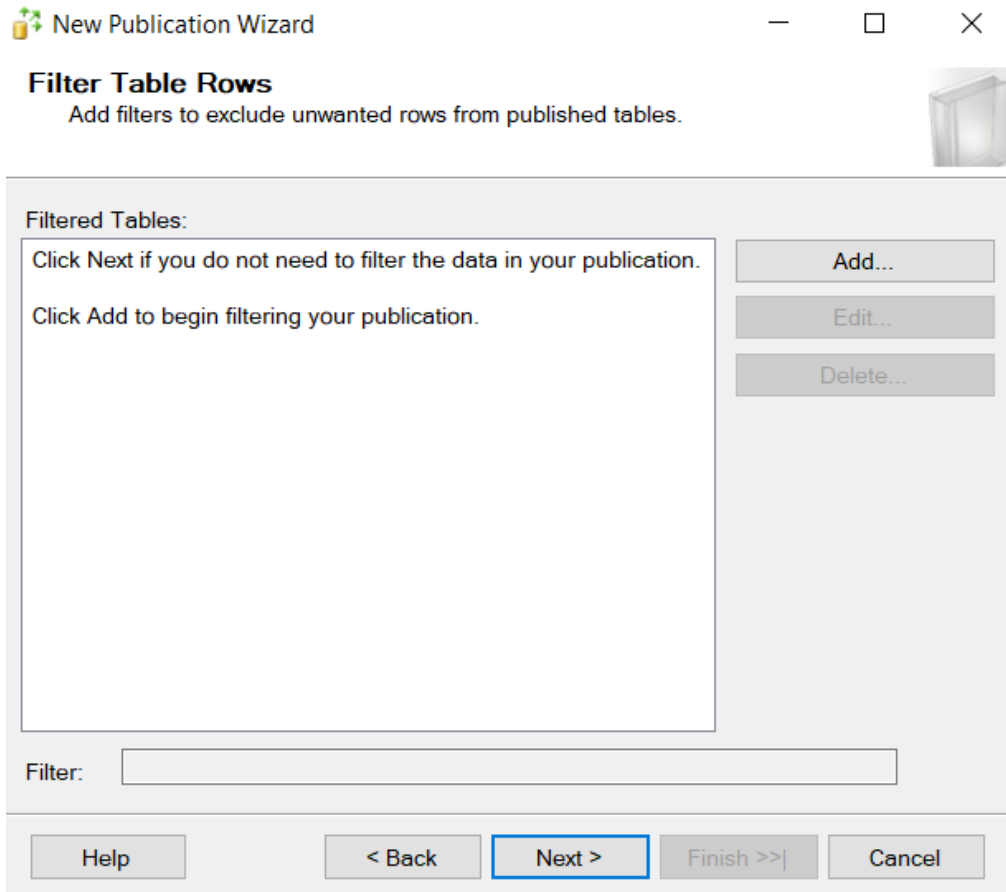 New Publication Wizard
Filter Table Rows
Add filters to exclude unwanted rows from published tables.
Filtered Tables:
Click Next if you do not need to filter the data in your publication.
Click Add to begin filtering your publication.
Add...
Edit...
Delete...
Filter:
Help
< Back
Next >
Finish >>|
Cancel